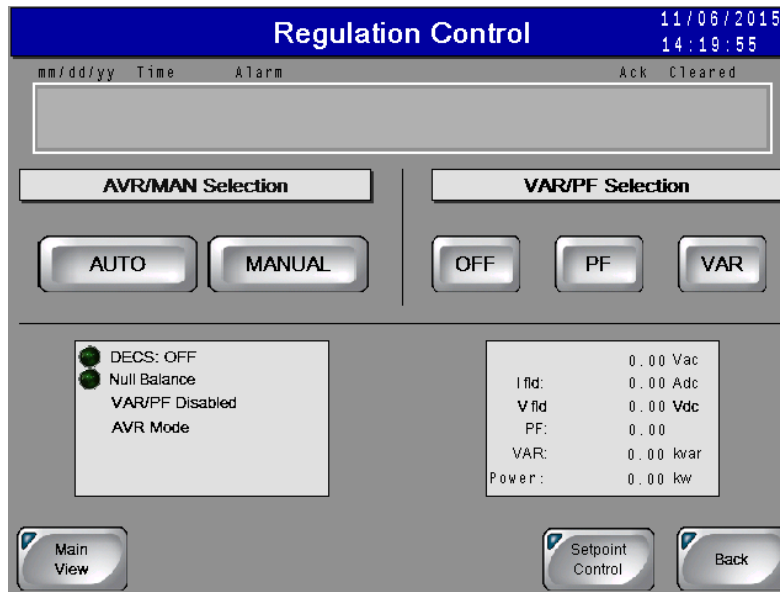 Regulation Control
11/06/2015
14:19:55
mm/dd/yy Time Alarm Ack Cleared
AVR/MAN Selection
VAR/PF Selection
AUTO MANUAL OFF PF VAR
DECS: OFF
Null Balance
VAR/PF Disabled
AVR Mode
0.00 Vac
I fld: 0.00 Adc
V fld 0.00 Vdc
PF: 0.00
VAR: 0.00 kvar
Power: 0.00 kw
Main
View
Setpoint
Control
Back